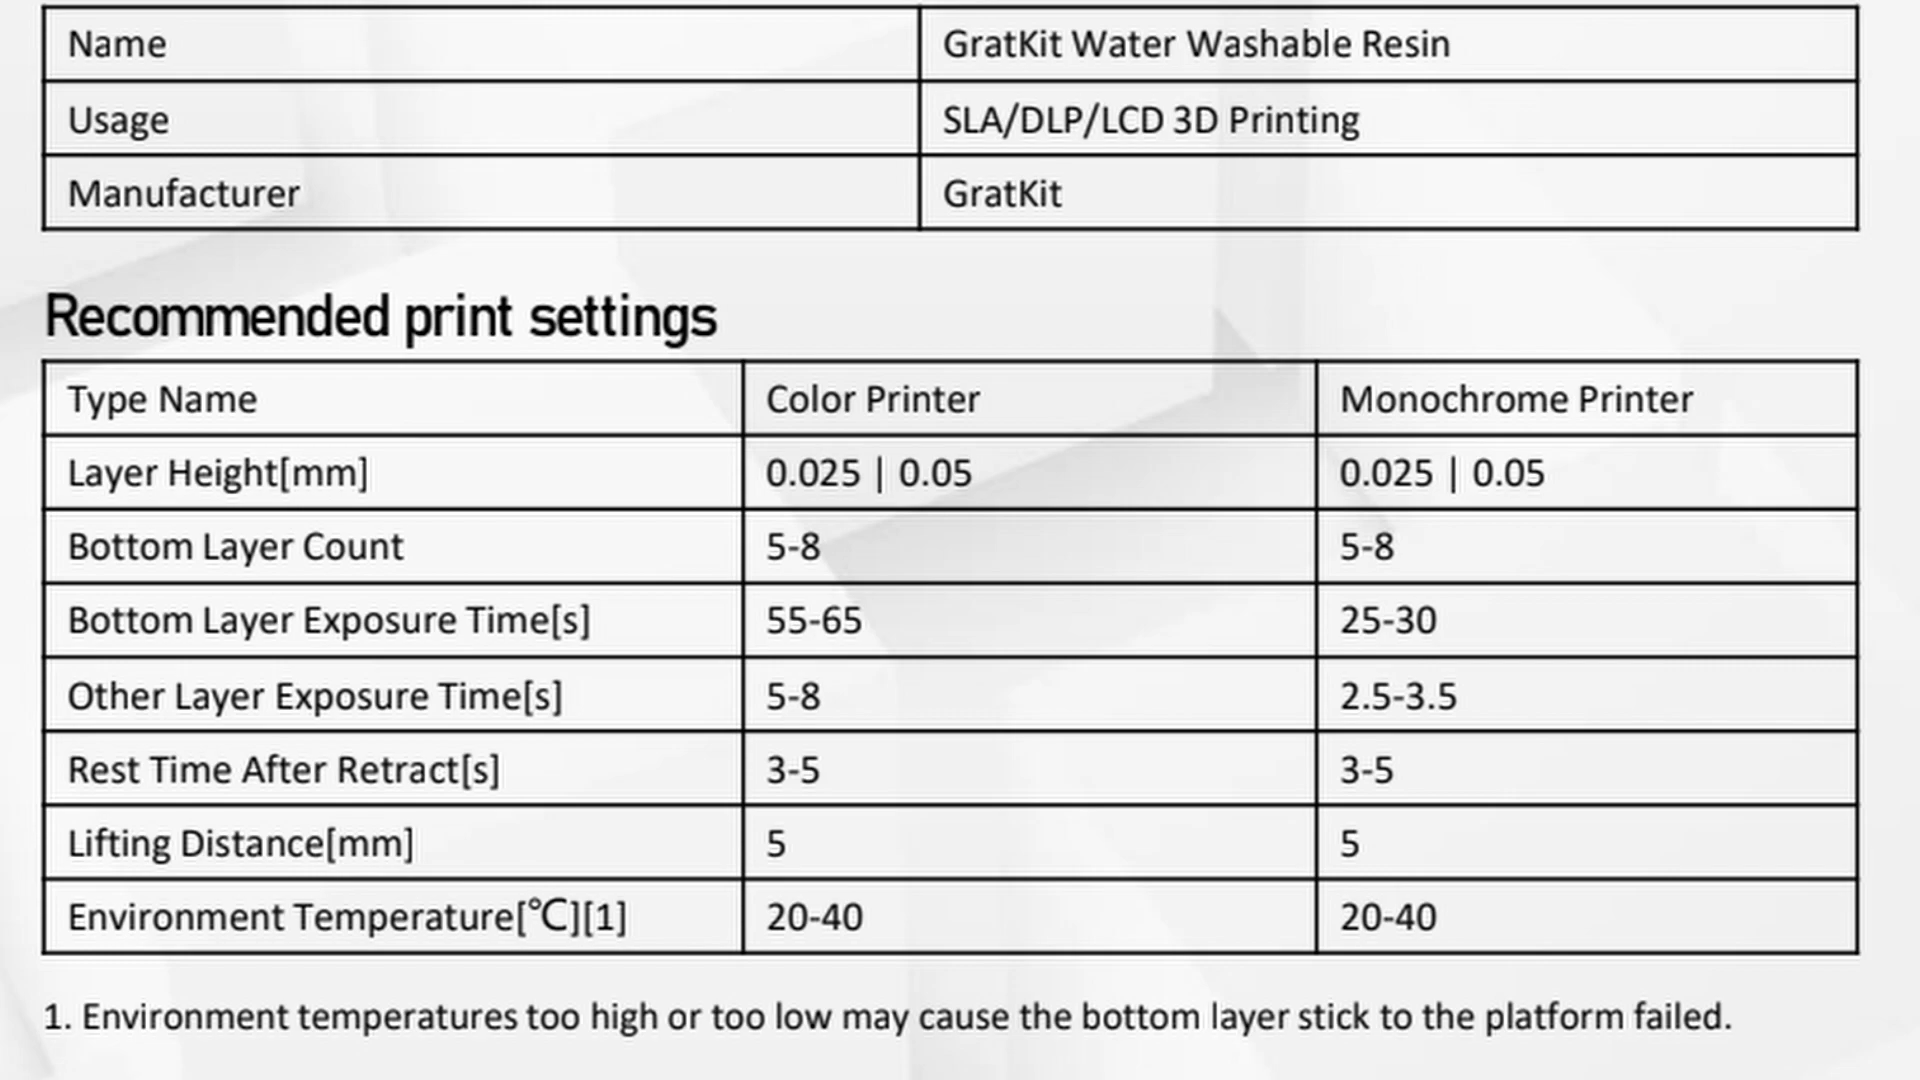 Name GratKit Water Washable Resin
Usage SLA/DLP/LCD 3D Printing
Manufacturer GratKit
Recommended print settings
Type Name Color Printer Monochrome Printer
Layer Height[mm] 0.025 | 0.05 0.025 | 0.05
Bottom Layer Count 5-8 5-8
Bottom Layer Exposure Time[s] 55-65 25-30
Other Layer Exposure Time[s] 5-8 2.5-3.5
Rest Time After Retract[s] 3-5 3-5
Lifting Distance[mm] 5 5
Environment Temperature[℃][1] 20-40 20-40
1. Environment temperatures too high or too low may cause the bottom layer stick to the platform failed.